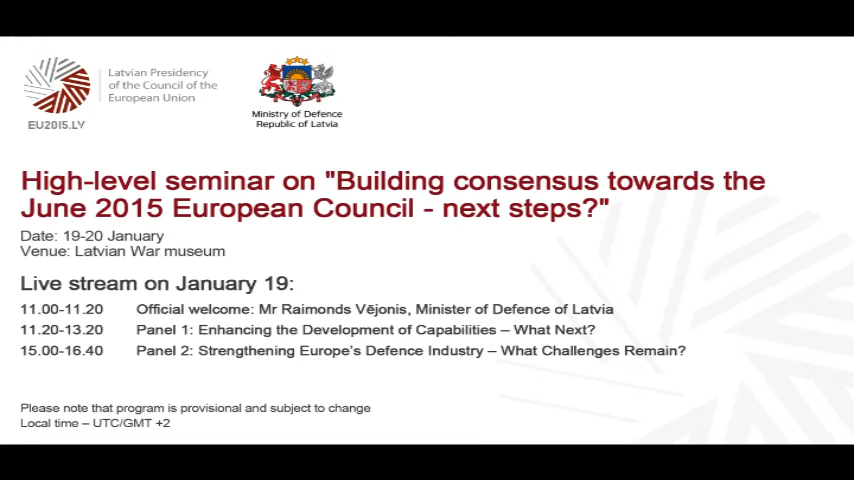 Latvian Presidency
of the Council of the
European Union
EU2015.LV
Ministry of Defence
Republic of Latvia
High-level seminar on "Building consensus towards the
June 2015 European Council - next steps?"
Date: 19-20 January
Venue: Latvian War museum
Live stream on January 19:
11.00-11.20 Official welcome: Mr Raimonds Vējonis, Minister of Defence of Latvia
11.20-13.20 Panel 1: Enhancing the Development of Capabilities – What Next?
15.00-16.40 Panel 2: Strengthening Europe's Defence Industry – What Challenges Remain?
Please note that program is provisional and subject to change
Local time – UTC/GMT +2